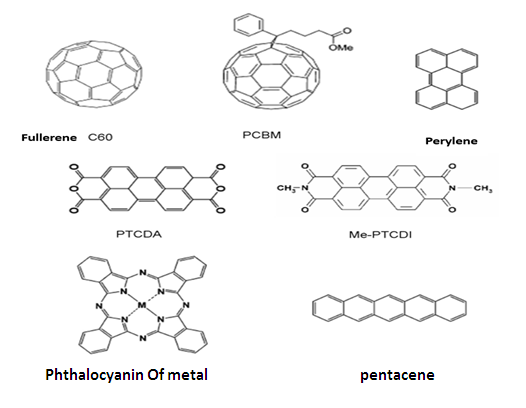 O
OMe
Fullerene C60
PCBM
Perylene
O O
O O
O O
PTCDA
O O
CH3 N N CH3
O O
Me-PTCDI
N N N
N M N
N N N
Phthalocyanin Of metal
pentacene